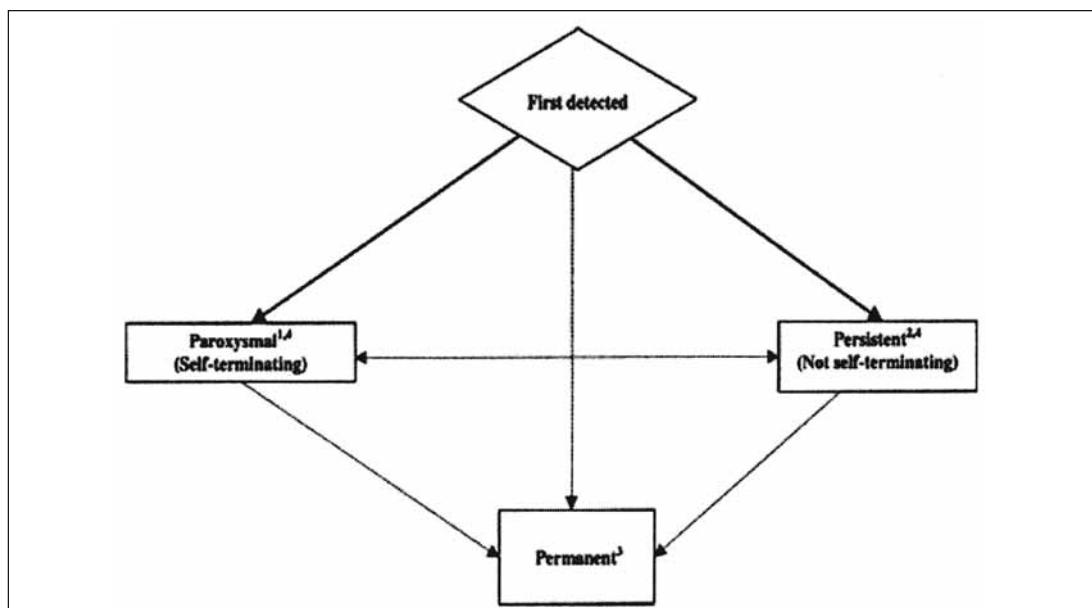 First detected
Paroxysmal¹,⁴
(Self-terminating)
Persistent²,⁴
(Not self-terminating)
Permanent³